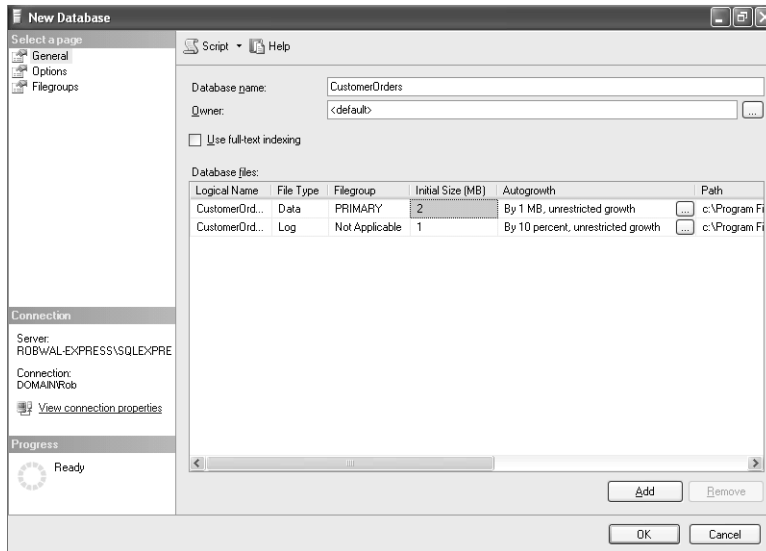 New Database
Select a page
General
Options
Filegroups
Script
Help
Database name:
CustomerOrders
Owner:
<default>
...
Use full-text indexing
Database files:
Logical Name File Type Filegroup Initial Size (MB) Autogrowth Path
CustomerOrd... Data PRIMARY 2 By 1 MB, unrestricted growth ... c:\Program Fi
CustomerOrd... Log Not Applicable 1 By 10 percent, unrestricted growth ... c:\Program Fi
Connection
Server:
ROBWAL-EXPRESS\SQLEXPRE
Connection:
DOMAIN\Rob
View connection properties
Progress
Ready
Add
Remove
OK
Cancel